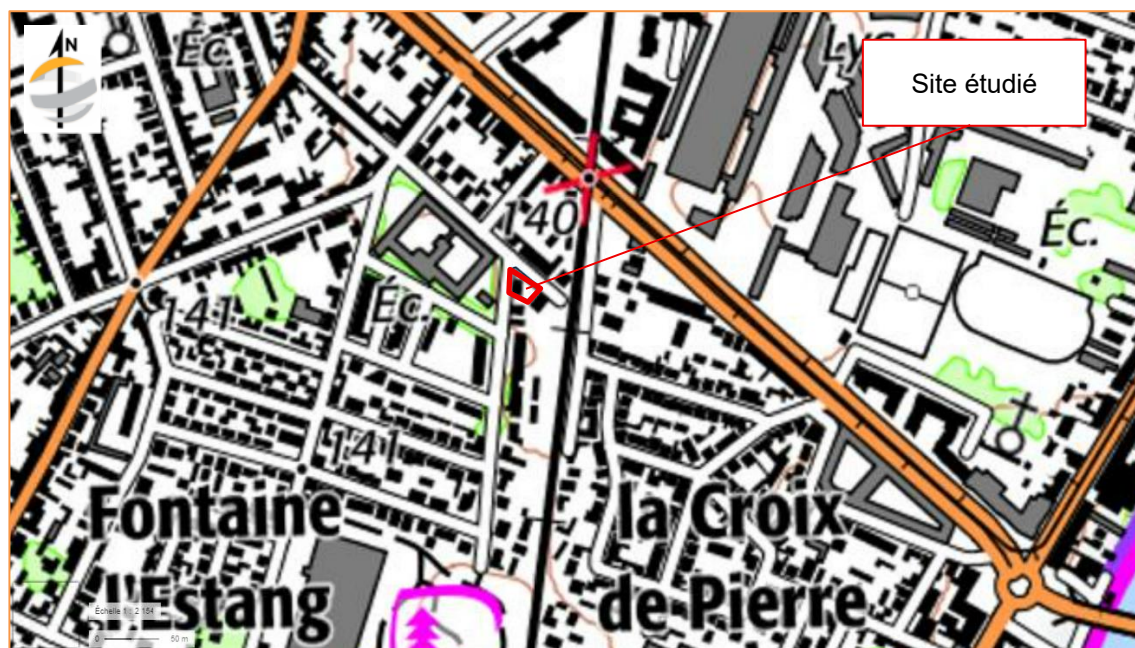 N
Éc.
Lyc.
Site étudié
140
Éc.
141
Éc.
141
Fontaine
l'Estang
la Croix
de Pierre
Échelle 1 : 2 154
0 50 m